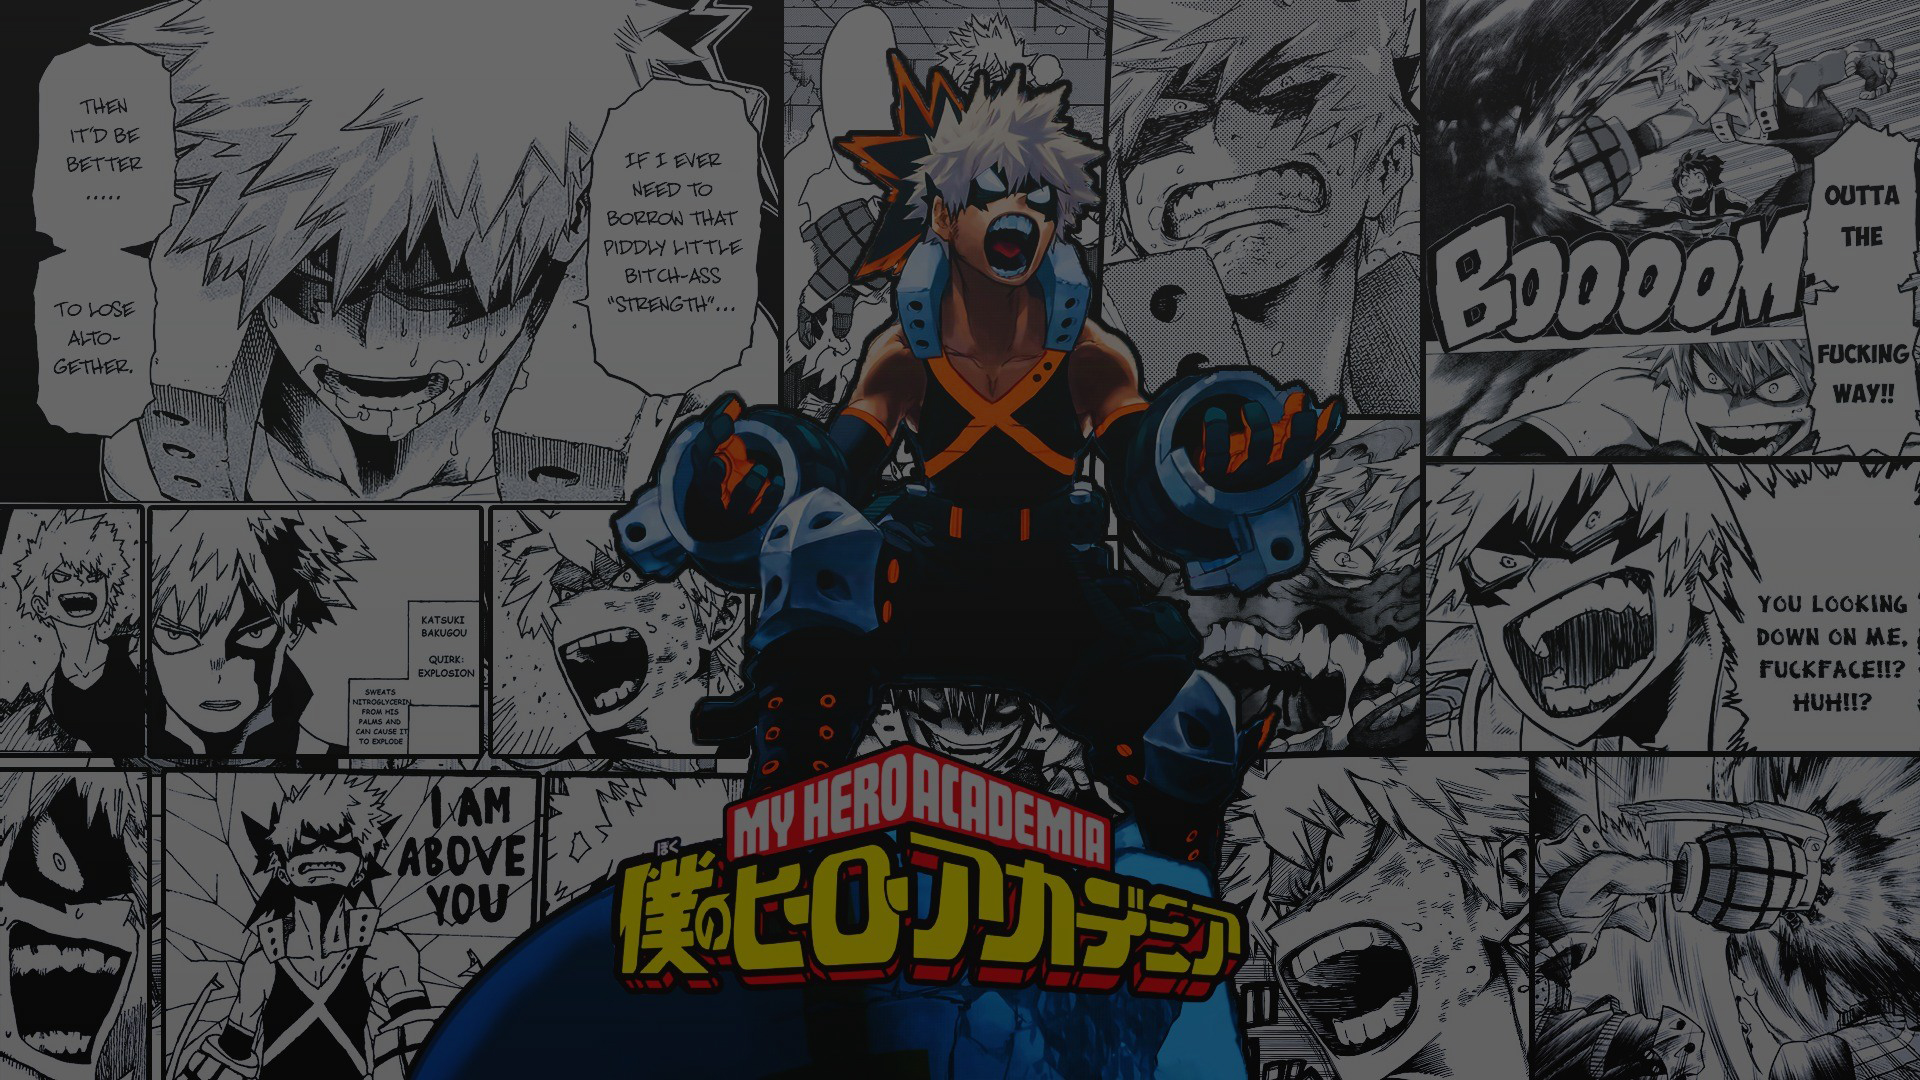 THEN
IT'D BE
BETTER
.....
TO LOSE
ALTO-
GETHER.
IF I EVER
NEED TO
BORROW THAT
PIDDLY LITTLE
BITCH-ASS
"STRENGTH"...
OUTTA
THE
FUCKING
WAY!!
BOOOOM
YOU LOOKING
DOWN ON ME,
FUCKFACE!!?
HUH!!?
KATSUKI
BAKUGOU
QUIRK:
EXPLOSION
SWEATS
NITROGLYCERIN
FROM HIS
PALMS AND
CAN CAUSE IT
TO EXPLODE
I AM
ABOVE
YOU
MY HERO ACADEMIA
ぼく
僕のヒーローアカデミア